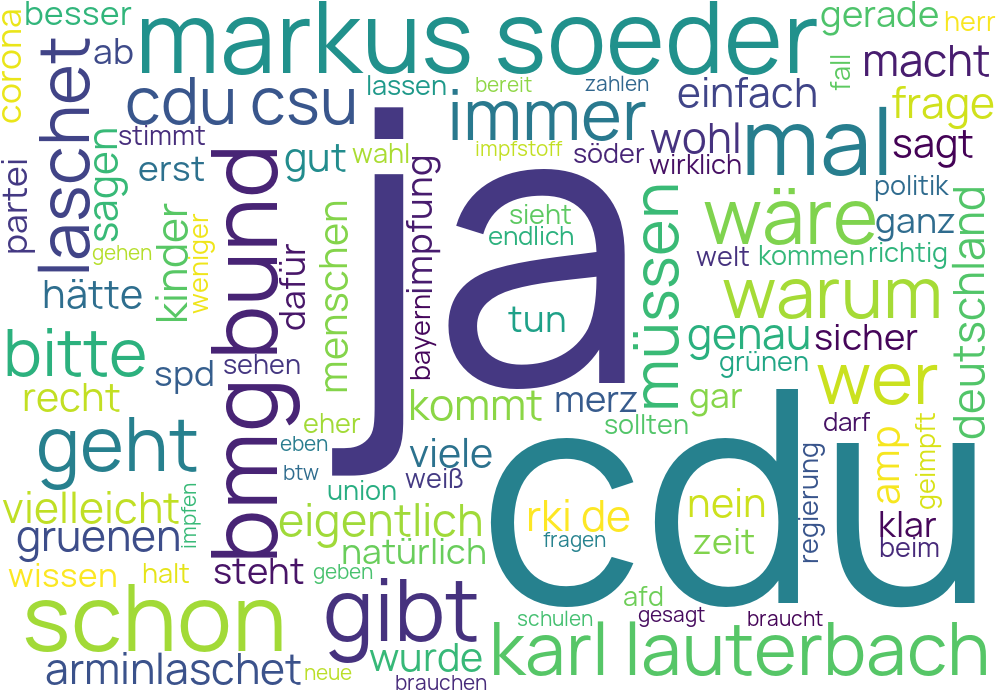 besser
markus soeder
gerade
herr
corona
laschet
ab
cdu csu
lassen
bereit
zahlen
einfach
fall
macht
frage
stimmt
immer
wohl
mal
sagt
partei
sagen
erst
bmgbund
gut
wahl
ja
impfstoff
söder
wirklich
politik
impfung
bayern
sieht
endlich
müssen
wäre
ganz
deutschland
gehen
kinder
weniger
dafür
menschen
welt
kommen
richtig
hätte
tun
warum
bitte
spd
sehen
genau
sicher
grünen
recht
kommt
merz
gar
wer
geht
eher
eben
btw
viele
weiß
sollten
cdu
darf
regierung
amp
geimpft
vielleicht
impfen
union
rki de
fragen
nein
zeit
klar
beim
gruenen
eigentlich
natürlich
wissen
halt
steht
geben
schon
gibt
afd
schulen
gesagt
braucht
arminlaschet
neue
wurde
brauchen
karl lauterbach